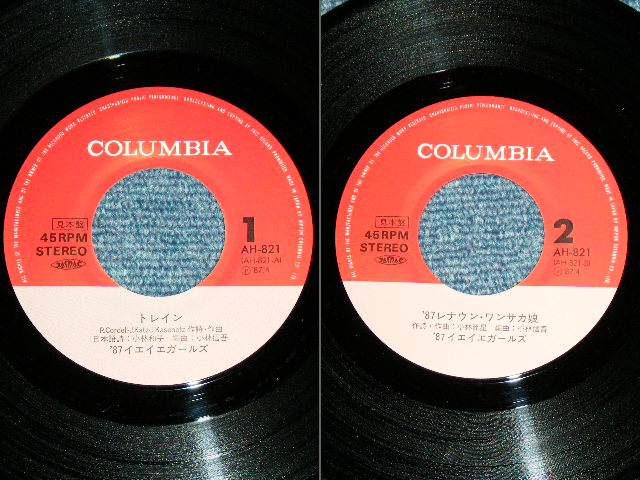 COLUMBIA
見本盤
45RPM
STEREO
1
AH-821
(AH-821-A)
Ⓟ'87.4
トレイン
R.Cordell・J.Katz・J.Kasenetz 作詩・作曲
日本語詩：小林和子 編曲：小林信吾
'87イエイエガールズ
COLUMBIA
見本盤
45RPM
STEREO
2
AH-821
(AH-821-B)
Ⓟ'87.4
'87レナウン・ワンサカ娘
作詩・作曲：小林亜星 編曲：小林信吾
'87イエイエガールズ